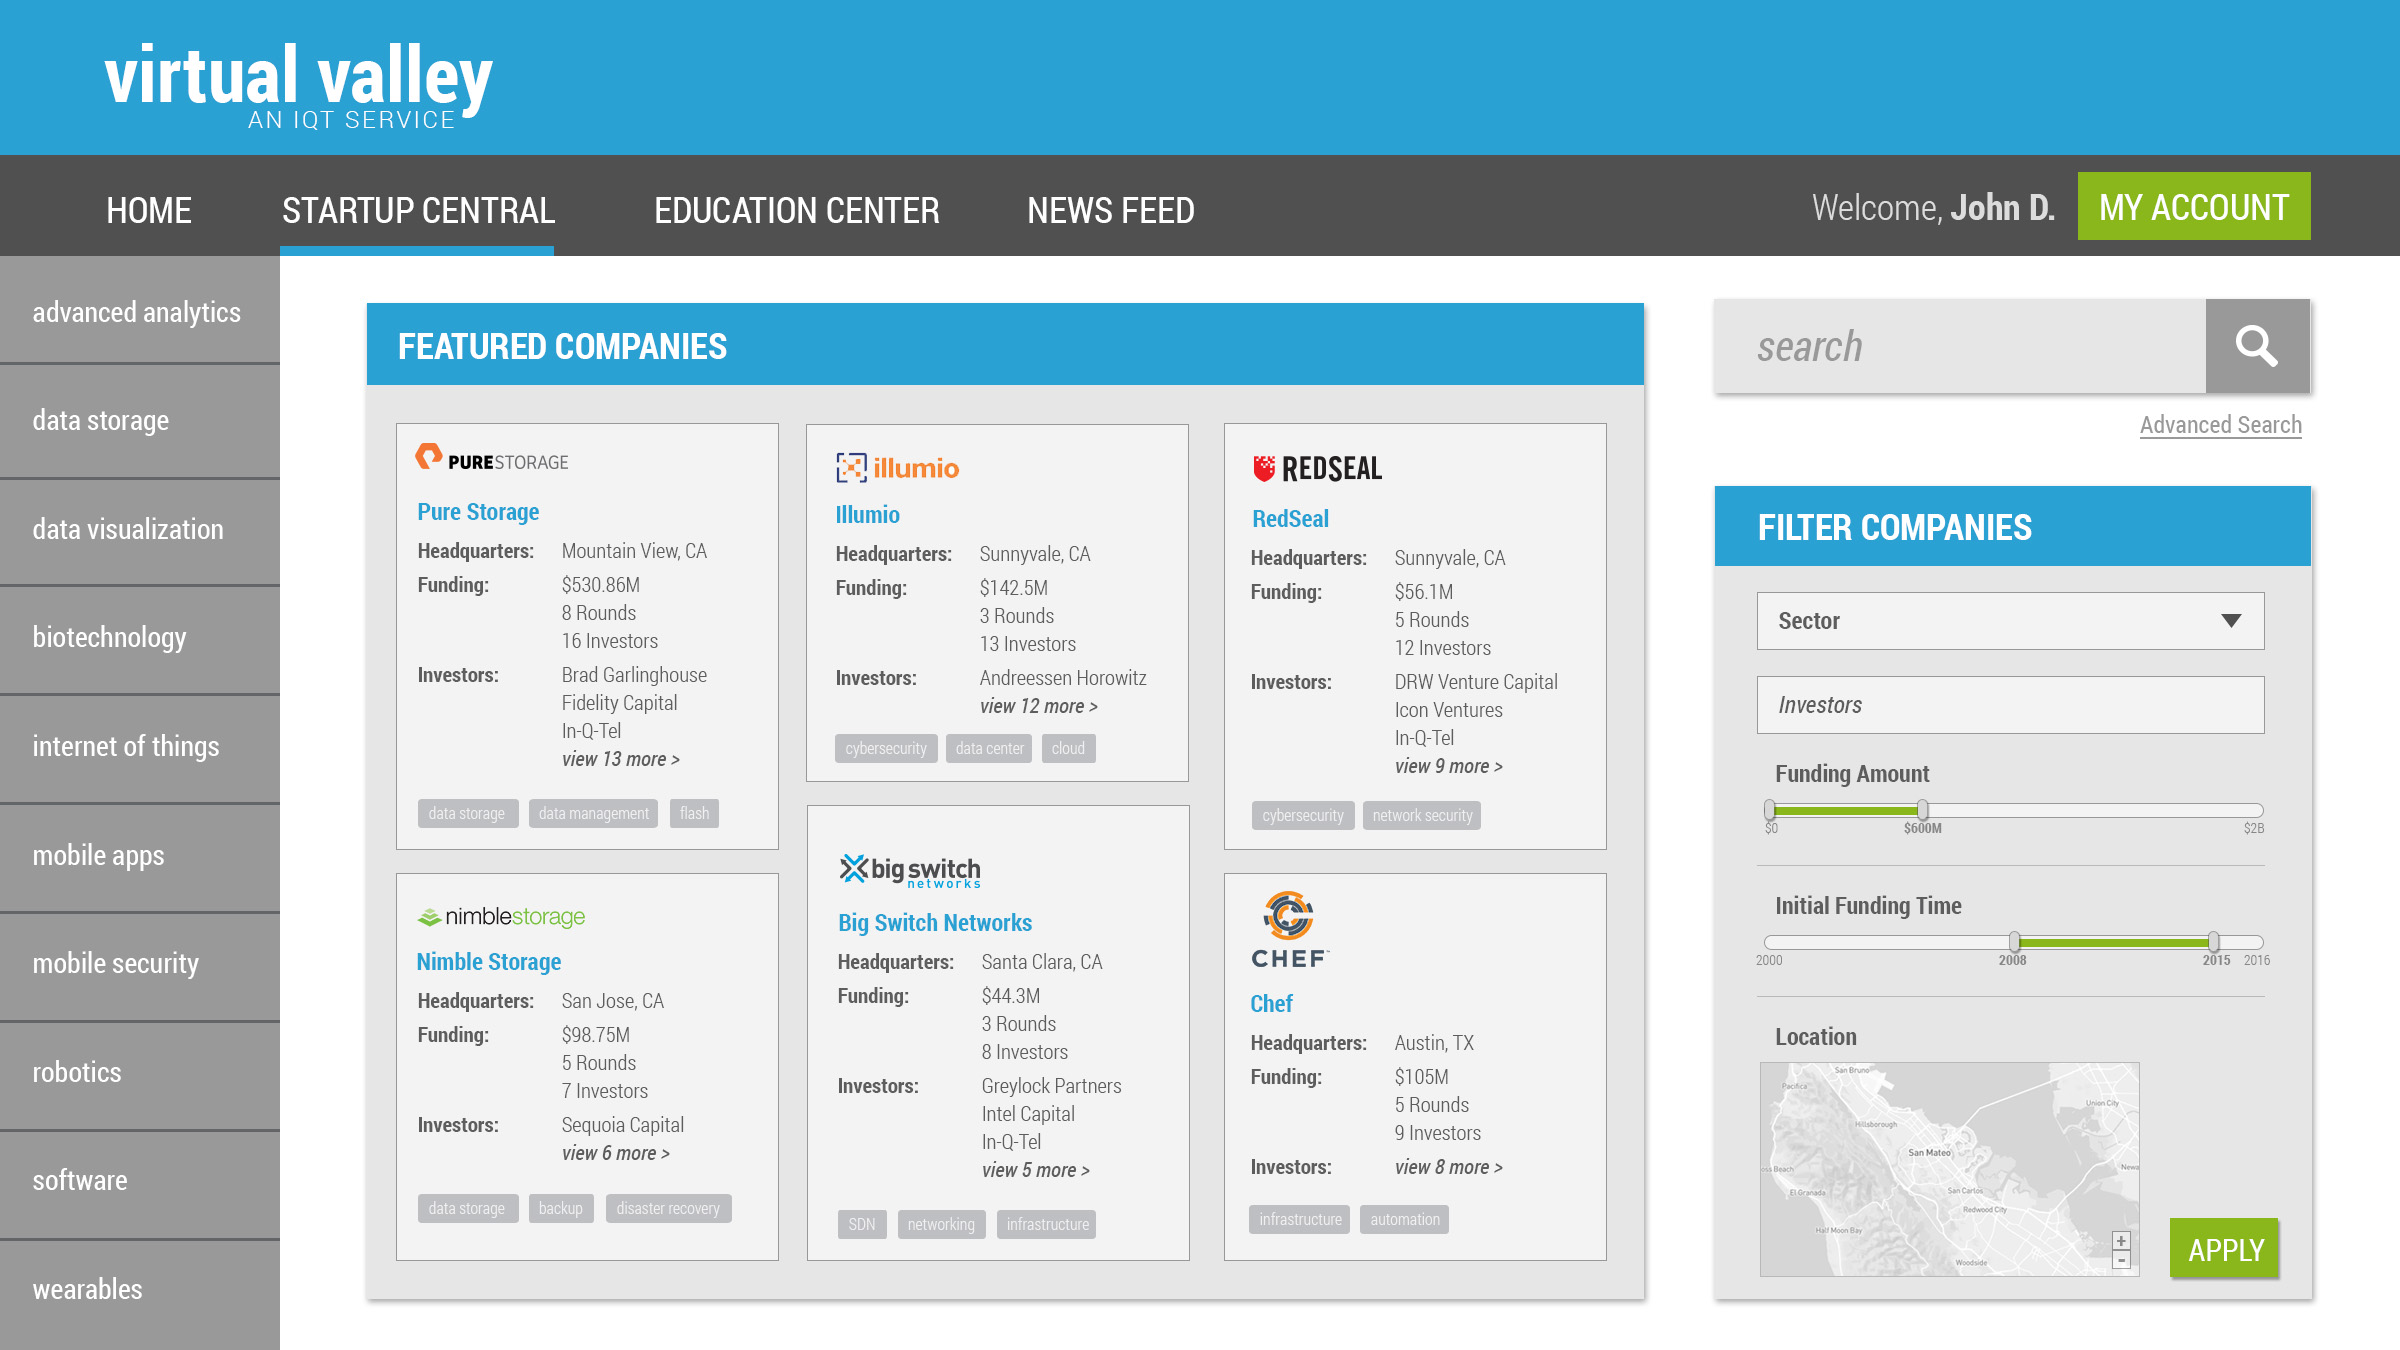 virtual valley
AN IQT SERVICE
HOME
STARTUP CENTRAL
EDUCATION CENTER
NEWS FEED
Welcome, John D.
MY ACCOUNT
advanced analytics
data storage
data visualization
biotechnology
internet of things
mobile apps
mobile security
robotics
software
wearables
FEATURED COMPANIES
PURESTORAGE
Pure Storage
Headquarters: Mountain View, CA
Funding: $530.86M
8 Rounds
16 Investors
Investors: Brad Garlinghouse
Fidelity Capital
In-Q-Tel
view 13 more >
data storage data management flash
illumio
Illumio
Headquarters: Sunnyvale, CA
Funding: $142.5M
3 Rounds
13 Investors
Investors: Andreessen Horowitz
view 12 more >
cybersecurity data center cloud
REDSEAL
RedSeal
Headquarters: Sunnyvale, CA
Funding: $56.1M
5 Rounds
12 Investors
Investors: DRW Venture Capital
Icon Ventures
In-Q-Tel
view 9 more >
cybersecurity network security
nimblestorage
Nimble Storage
Headquarters: San Jose, CA
Funding: $98.75M
5 Rounds
7 Investors
Investors: Sequoia Capital
view 6 more >
data storage backup disaster recovery
big switch
networks
Big Switch Networks
Headquarters: Santa Clara, CA
Funding: $44.3M
3 Rounds
8 Investors
Investors: Greylock Partners
Intel Capital
In-Q-Tel
view 5 more >
SDN networking infrastructure
CHEF™
Chef
Headquarters: Austin, TX
Funding: $105M
5 Rounds
9 Investors
Investors: view 8 more >
infrastructure automation
search
Advanced Search
FILTER COMPANIES
Sector
Investors
Funding Amount
$0 $600M $2B
Initial Funding Time
2000 2008 2015 2016
Location
San Bruno
Pacifica
Union City
Hillsborough
San Mateo
oss Beach
Newa
El Granada
San Carlos
Redwood City
Half Moon Bay
Woodside
+
-
APPLY